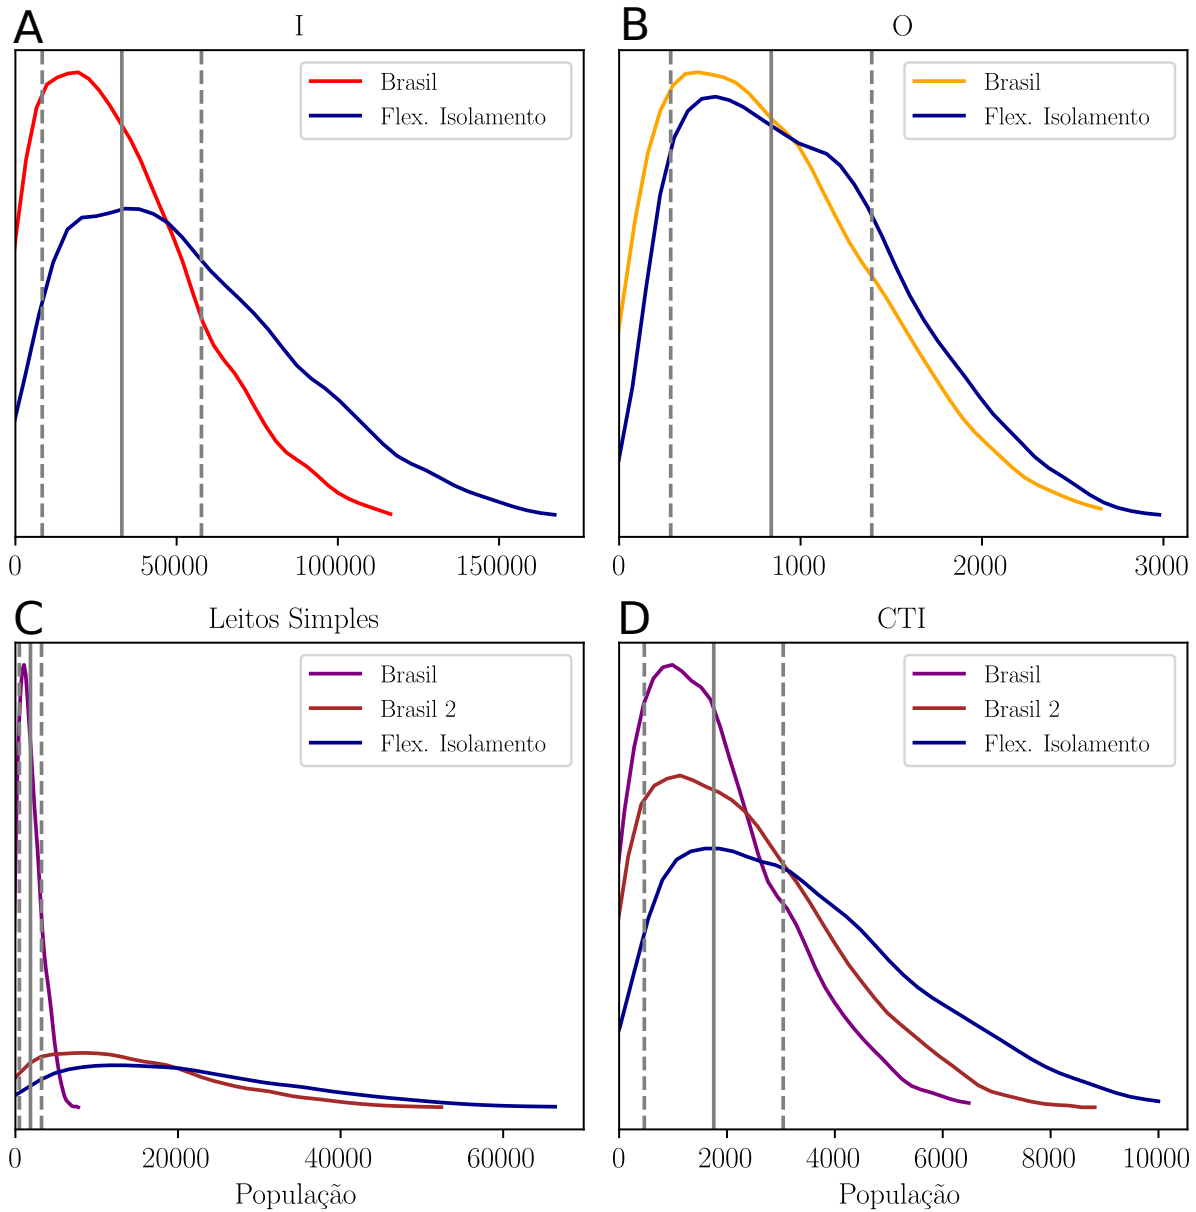 A
I
Brasil
Flex. Isolamento
0
50000
100000
150000
B
O
Brasil
Flex. Isolamento
0
1000
2000
3000
C
Leitos Simples
Brasil
Brasil 2
Flex. Isolamento
0
20000
40000
60000
População
D
CTI
Brasil
Brasil 2
Flex. Isolamento
0
2000
4000
6000
8000
10000
População